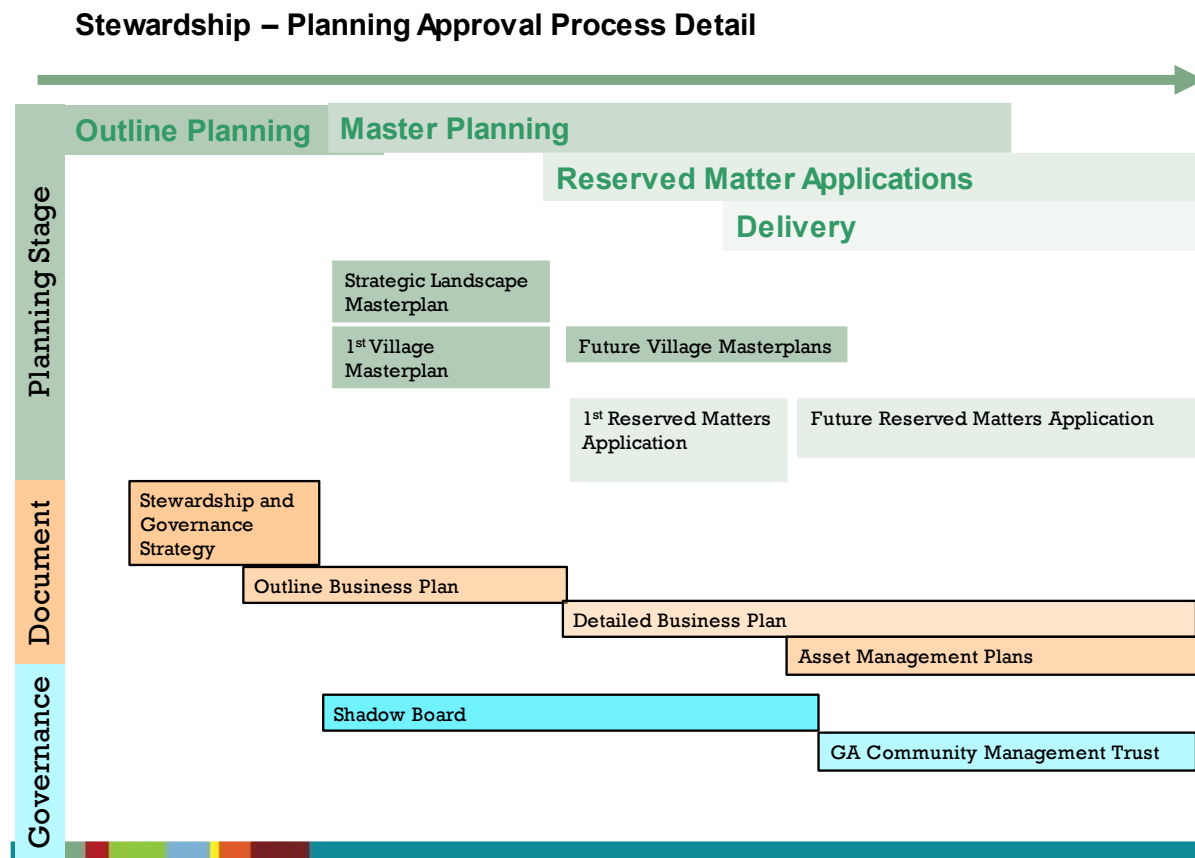 Stewardship – Planning Approval Process Detail
Outline Planning
Master Planning
Reserved Matter Applications
Delivery
Planning Stage
Strategic Landscape
Masterplan
1st Village
Masterplan
Future Village Masterplans
1st Reserved Matters
Application
Future Reserved Matters Application
Document
Stewardship and
Governance
Strategy
Outline Business Plan
Detailed Business Plan
Asset Management Plans
Governance
Shadow Board
GA Community Management Trust